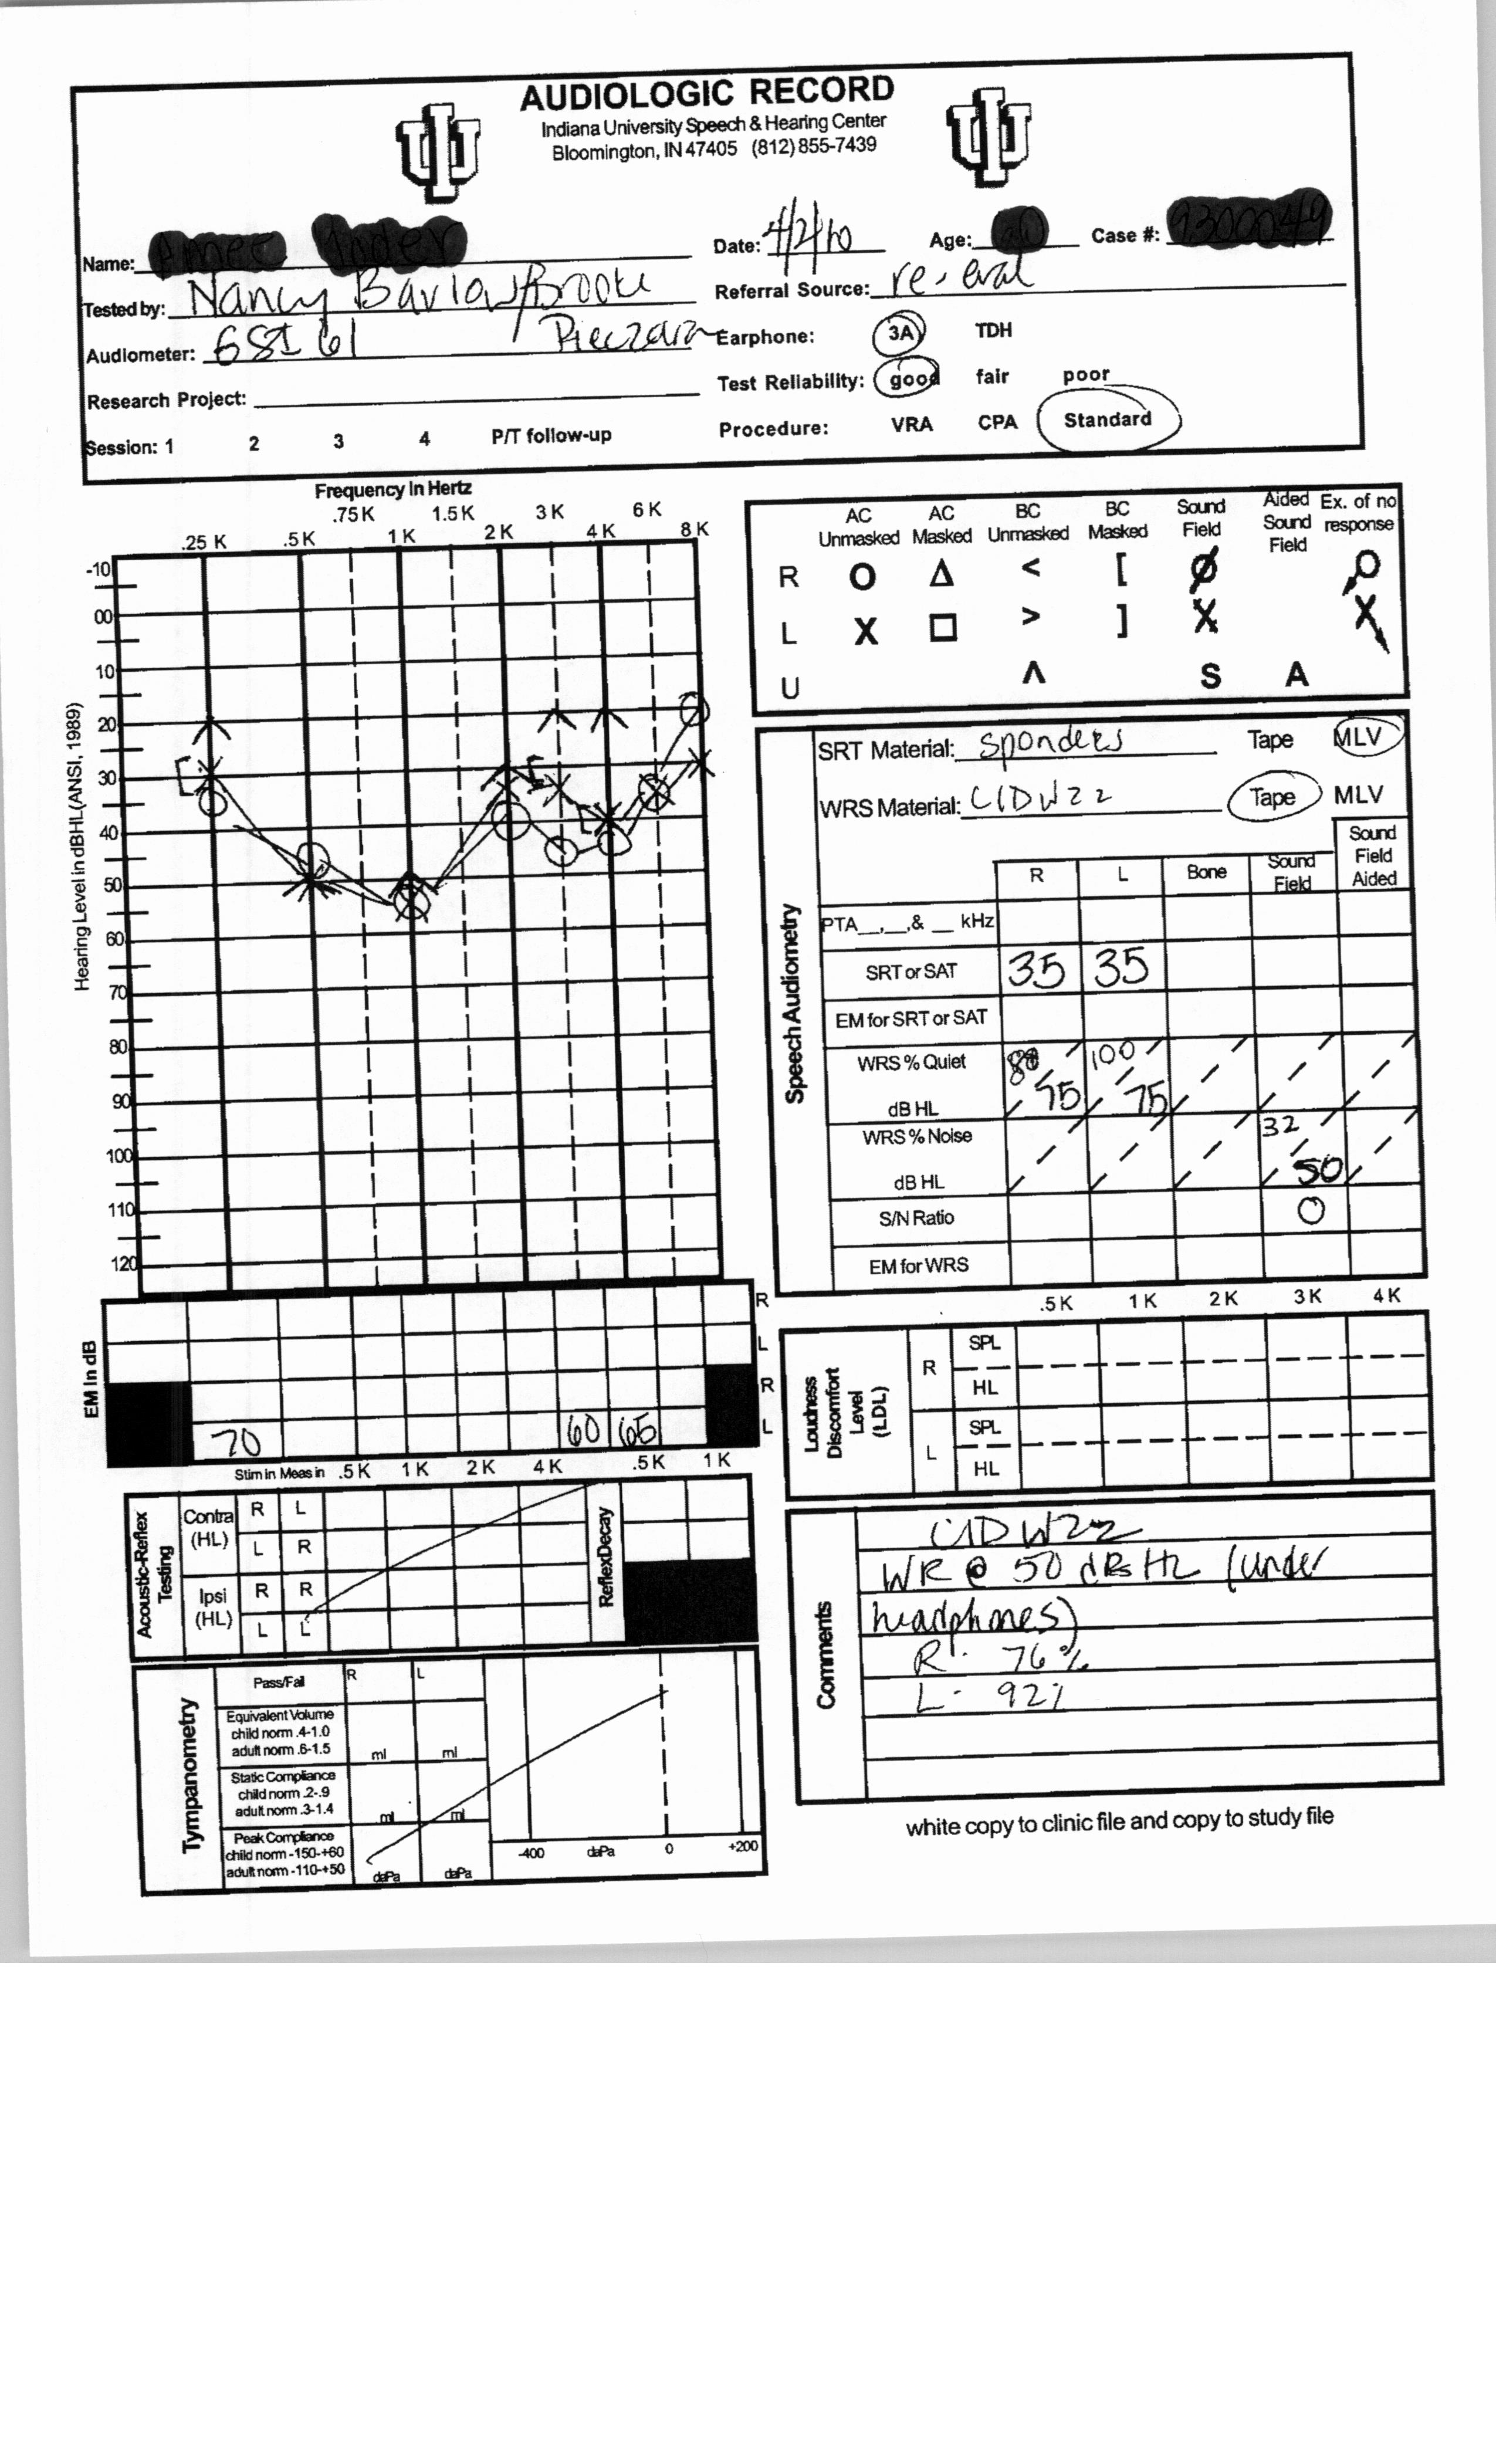 AUDIOLOGIC RECORD
Indiana University Speech & Hearing Center
Bloomington, IN 47405 (812) 855-7439
Name:
Date: 4/2/10 Age: Case #:
Tested by: Nancy Barlow/Brooke
Referral Source: re-eval
Audiometer: GSI 61
Earphone: 3A TDH
Test Reliability: good fair poor
Research Project:
Procedure: VRA CPA Standard
Session: 1 2 3 4 P/T follow-up
Frequency In Hertz
.75 K 1.5 K 3 K 6 K
.25 K .5 K 1 K 2 K 4 K 8 K
Hearing Level in dBHL (ANSI, 1989)
-10
00
10
20
30
40
50
60
70
80
90
100
110
120
AC Unmasked AC Masked BC Unmasked BC Masked Sound Field Aided Sound Field Ex. of no response
R O Δ < [ Ø
L X □ > ] X
U Λ S A
Speech Audiometry
SRT Material: Spondees Tape MLV
WRS Material: CIDW22 Tape MLV
R L Bone Sound Field Sound Field Aided
PTA__,__,& __ kHz
SRT or SAT 35 35
EM for SRT or SAT
WRS % Quiet 100
dB HL 75 75
WRS % Noise 32
dB HL 50
S/N Ratio 0
EM for WRS
EM in dB
R
L
R
L 70 60 65
Stim in Meas in .5 K 1 K 2 K 4 K .5 K 1 K
Acoustic-Reflex Testing
Contra (HL) R L
L R
Ipsi (HL) R R
L L
Reflex Decay
.5 K 1 K 2 K 3 K 4 K
Loudness Discomfort Level (LDL)
R SPL
HL
L SPL
HL
Tympanometry
Pass/Fail R L
Equivalent Volume
child norm .4-1.0
adult norm .6-1.5 ml ml
Static Compliance
child norm .2-.9
adult norm .3-1.4 ml ml
Peak Compliance
child norm -150-+60
adult norm -110-+50 daPa daPa
-400 daPa 0 +200
Comments
CIDW22
WR @ 50 dB HL (under
headphones)
R: 76%
L: 92%
white copy to clinic file and copy to study file